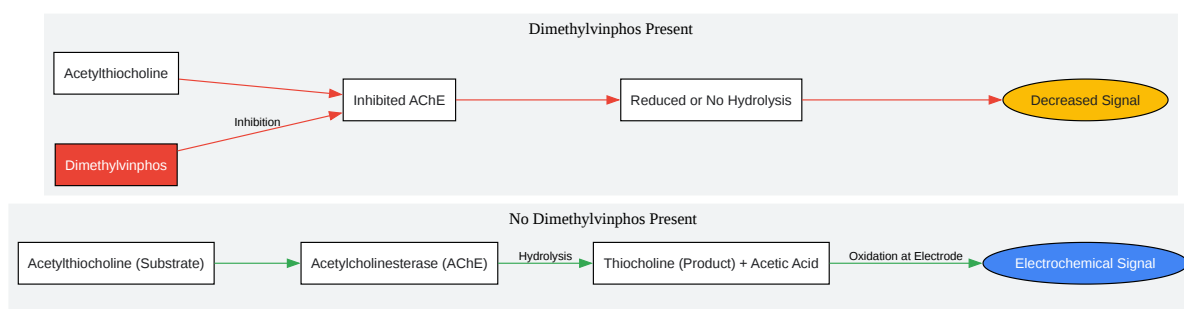 Dimethylvinphos Present
Acetylthiocholine
Inhibited AChE
Reduced or No Hydrolysis
Decreased Signal
Inhibition
Dimethylvinphos
No Dimethylvinphos Present
Acetylthiocholine (Substrate)
Acetylcholinesterase (AChE)
Hydrolysis
Thiocholine (Product) + Acetic Acid
Oxidation at Electrode
Electrochemical Signal